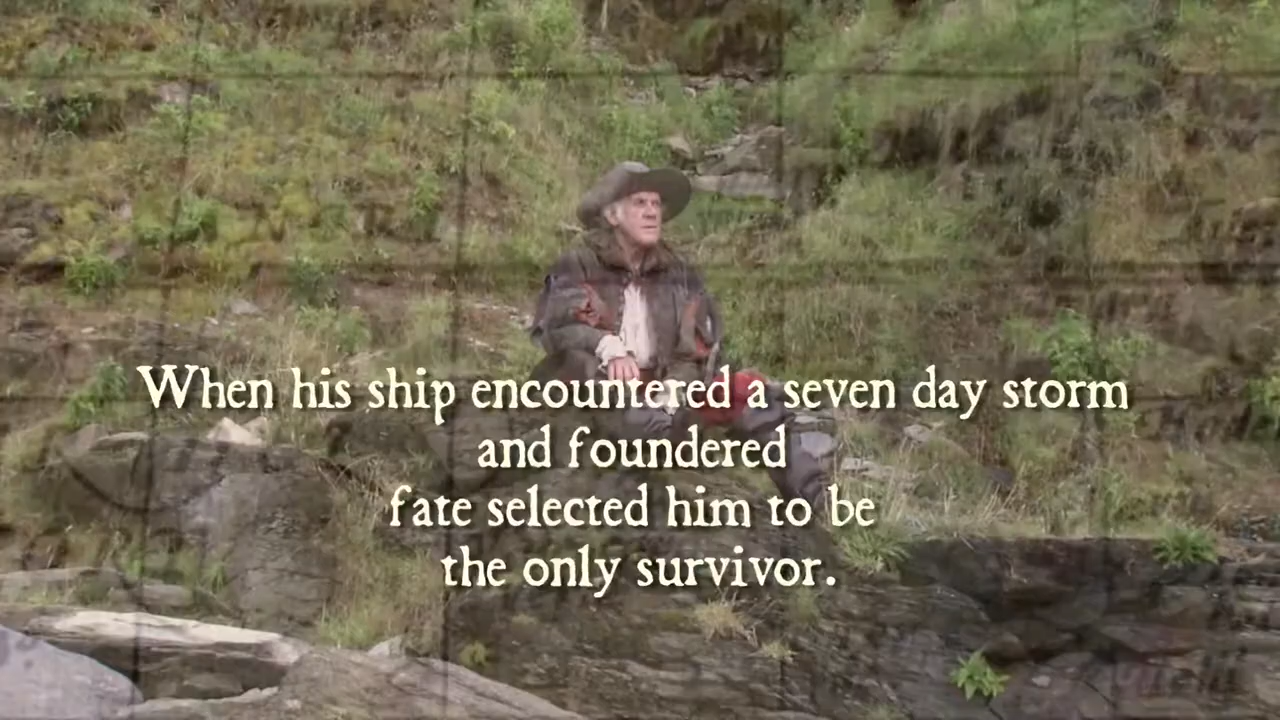 When his ship encountered a seven day storm
and foundered
fate selected him to be
the only survivor.